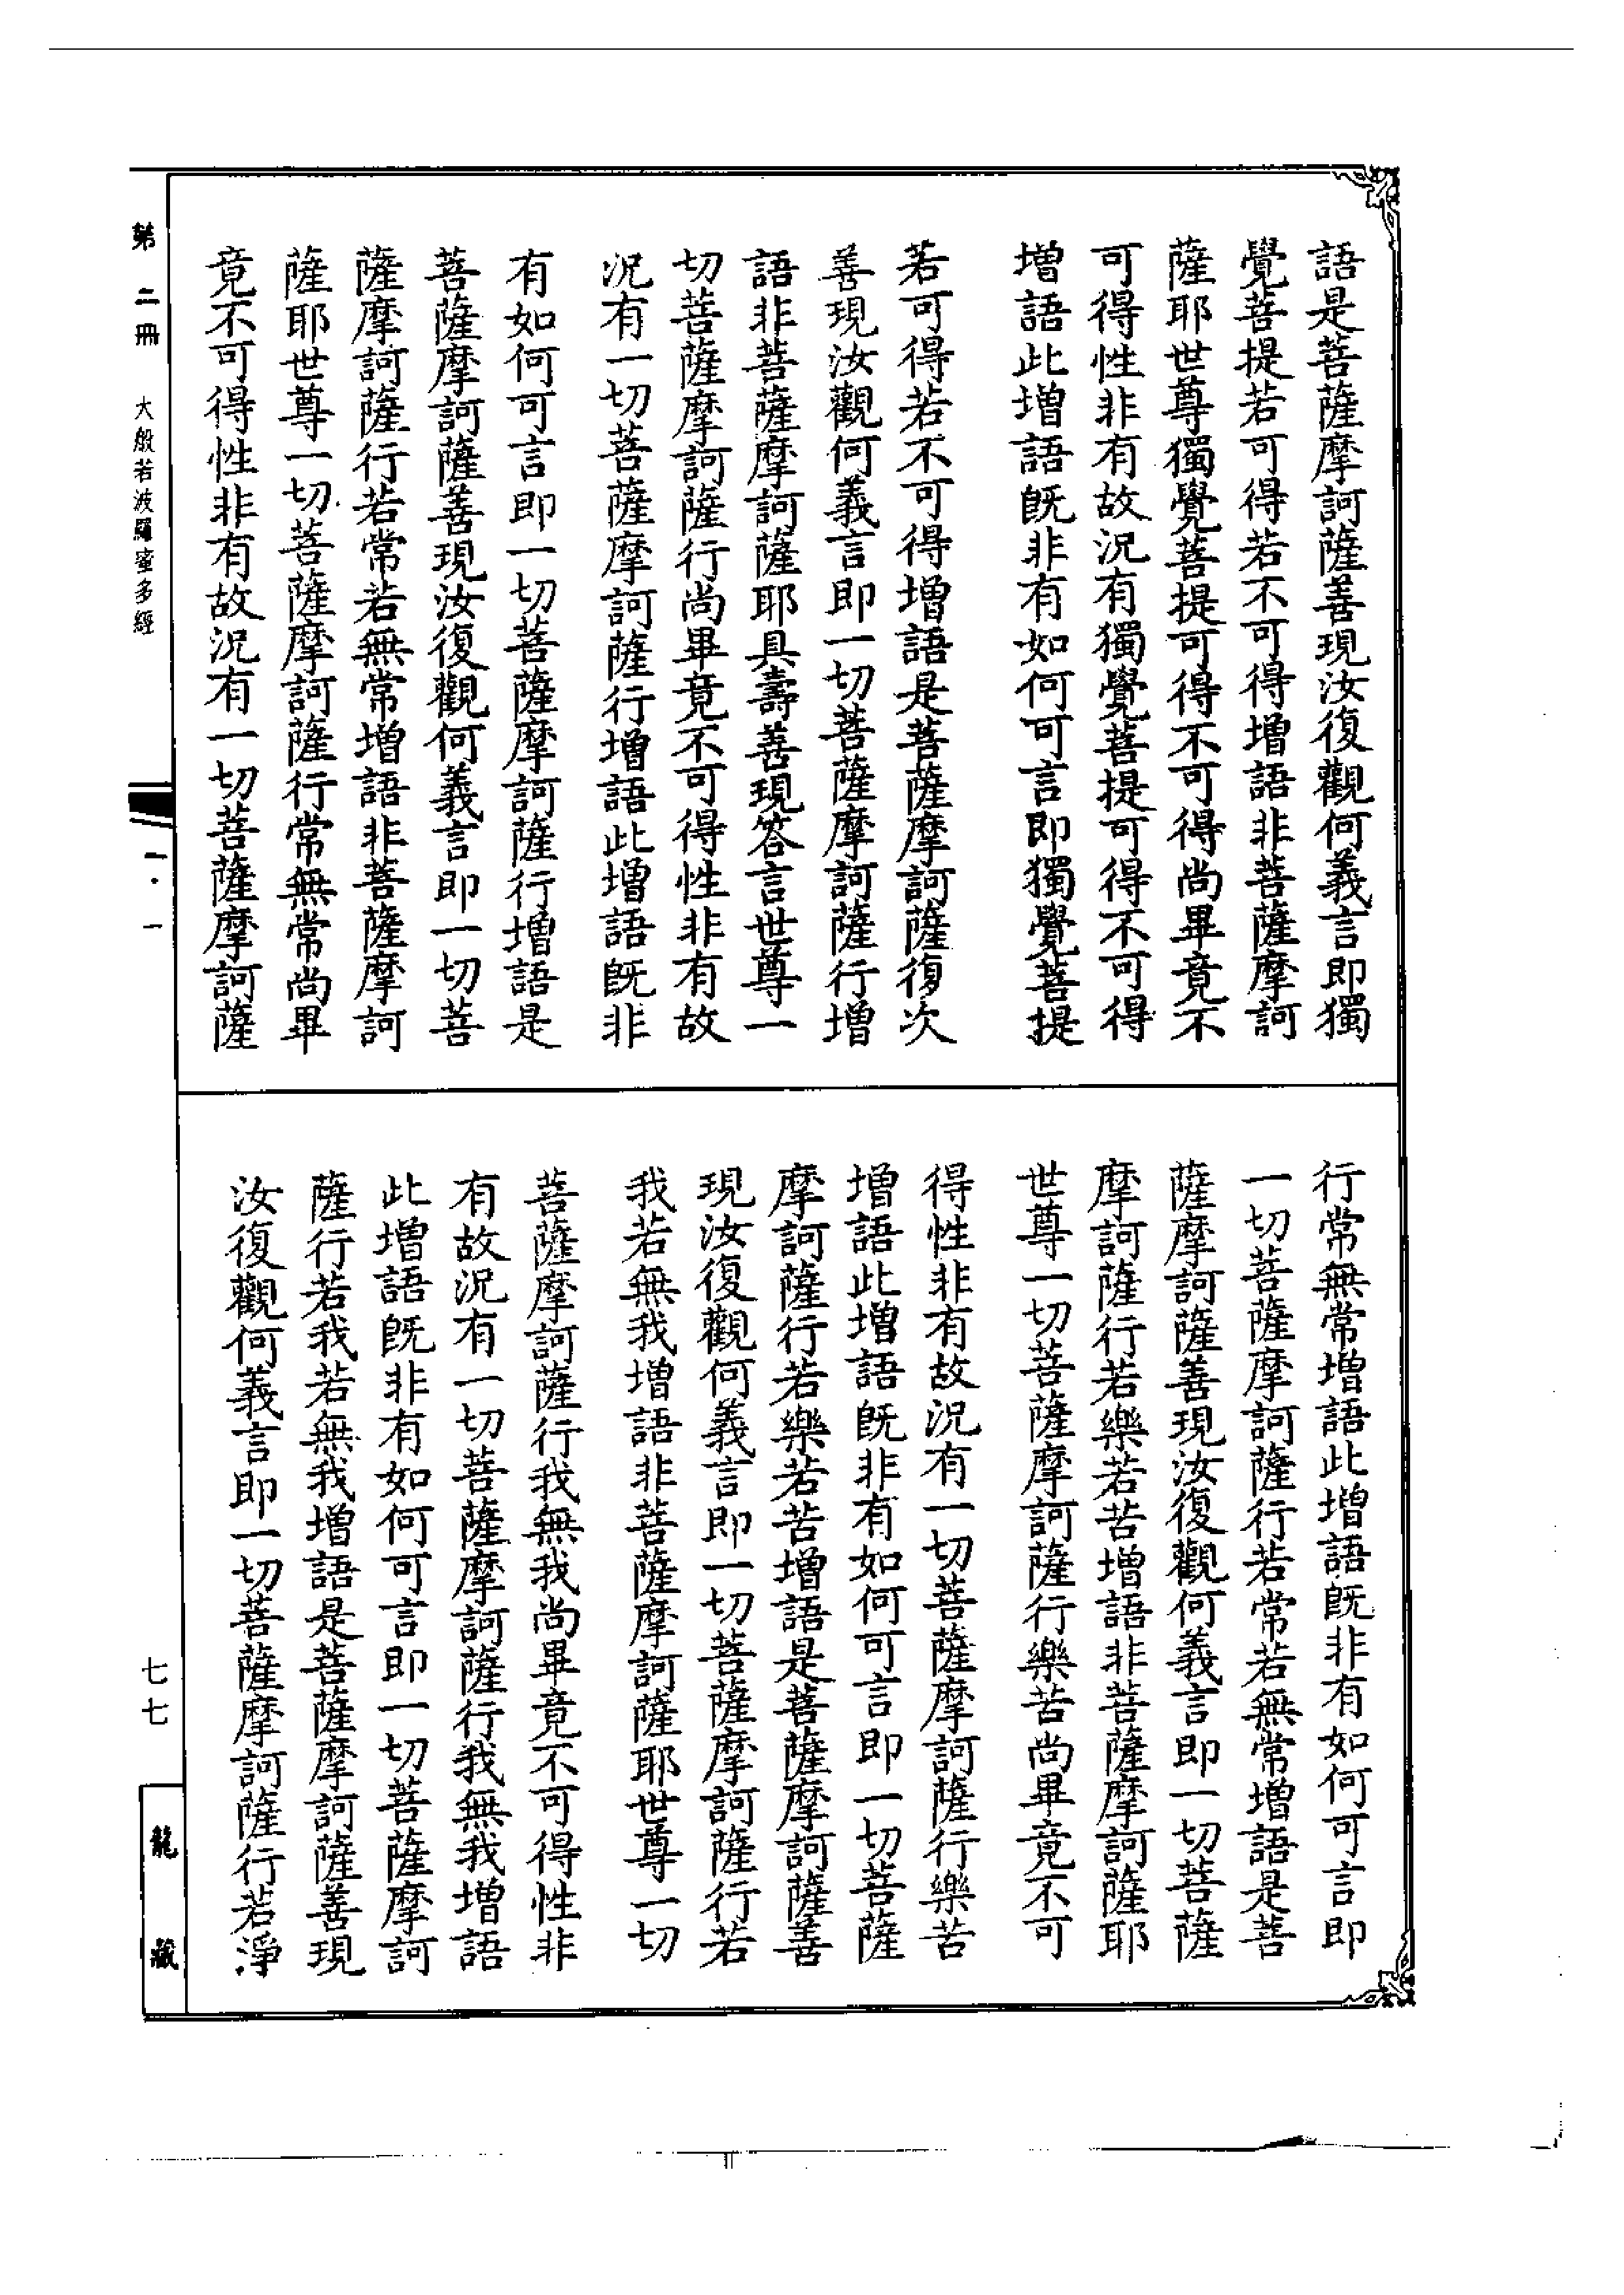 語是菩薩摩訶薩善現汝復觀何義言即獨
覺菩提若可得若不可得增語非菩薩摩訶
薩耶世尊獨覺菩提可得不可得尚畢竟不
可得性非有故況有獨覺菩提可得不可得
增語此增語既非有如何可言即獨覺菩提
若可得若不可得增語是菩薩摩訶薩復次
善現汝觀何義言即一切菩薩摩訶薩行增
語非菩薩摩訶薩耶具壽善現答言世尊一
切菩薩摩訶薩行尚畢竟不可得性非有故
況有一切菩薩摩訶薩行增語此增語既非
有如何可言即一切菩薩摩訶薩行增語是
菩薩摩訶薩善現汝復觀何義言即一切菩
薩摩訶薩行若常若無常增語非菩薩摩訶
薩耶世尊一切菩薩摩訶薩行常無常尚畢
竟不可得性非有故況有一切菩薩摩訶薩
行常無常增語此增語既非有如何可言即
一切菩薩摩訶薩行若常若無常增語是菩
薩摩訶薩善現汝復觀何義言即一切菩薩
摩訶薩行若樂若苦增語非菩薩摩訶薩耶
世尊一切菩薩摩訶薩行樂苦尚畢竟不可
得性非有故況有一切菩薩摩訶薩行樂苦
增語此增語既非有如何可言即一切菩薩
摩訶薩行若樂若苦增語是菩薩摩訶薩善
現汝復觀何義言即一切菩薩摩訶薩行若
我若無我增語非菩薩摩訶薩耶世尊一切
菩薩摩訶薩行我無我尚畢竟不可得性非
有故況有一切菩薩摩訶薩行我無我增語
此增語既非有如何可言即一切菩薩摩訶
薩行若我若無我增語是菩薩摩訶薩善現
汝復觀何義言即一切菩薩摩訶薩行若淨
第二冊 大般若波羅蜜多經
一·一
七七
龍藏